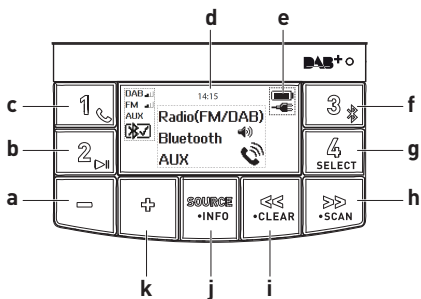 d e
DAB+
c 1 DAB 14:15 3 f
FM
AUX
Radio(FM/DAB)
b 2 Bluetooth 4 SELECT g
AUX
a − + SOURCE •INFO << •CLEAR >> •SCAN h
k j i